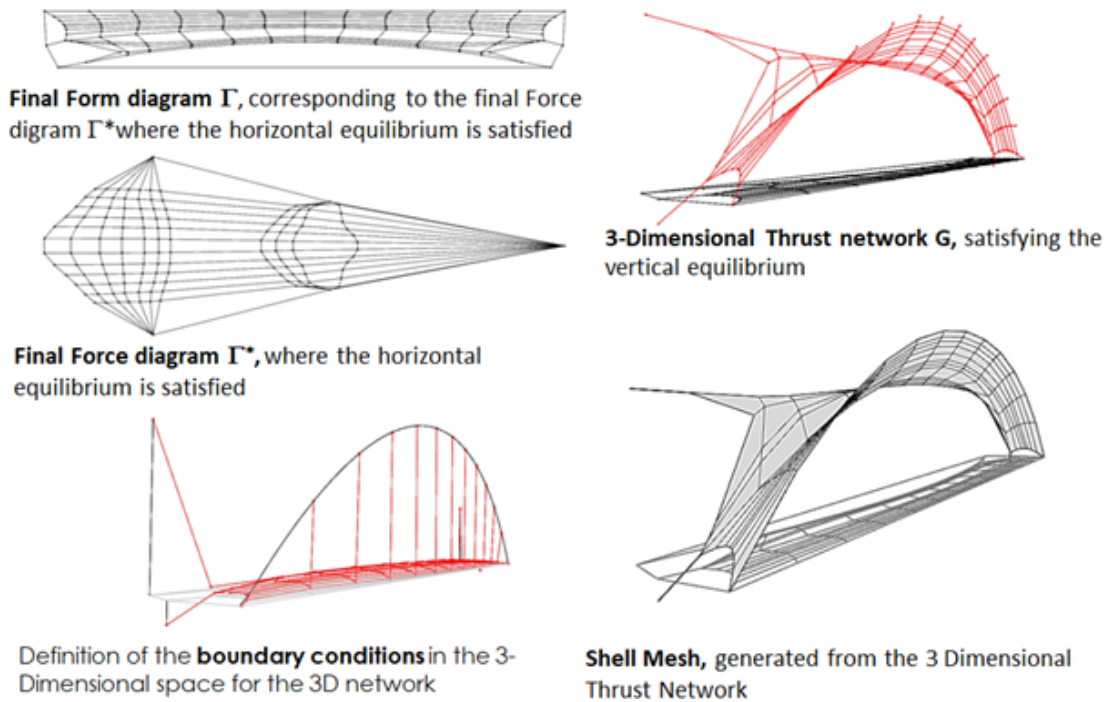 Final Form diagram Γ, corresponding to the final Force
digram Γ*where the horizontal equilibrium is satisfied
3-Dimensional Thrust network G, satisfying the
vertical equilibrium
Final Force diagram Γ*, where the horizontal
equilibrium is satisfied
Definition of the boundary conditions in the 3-
Dimensional space for the 3D network
Shell Mesh, generated from the 3 Dimensional
Thrust Network